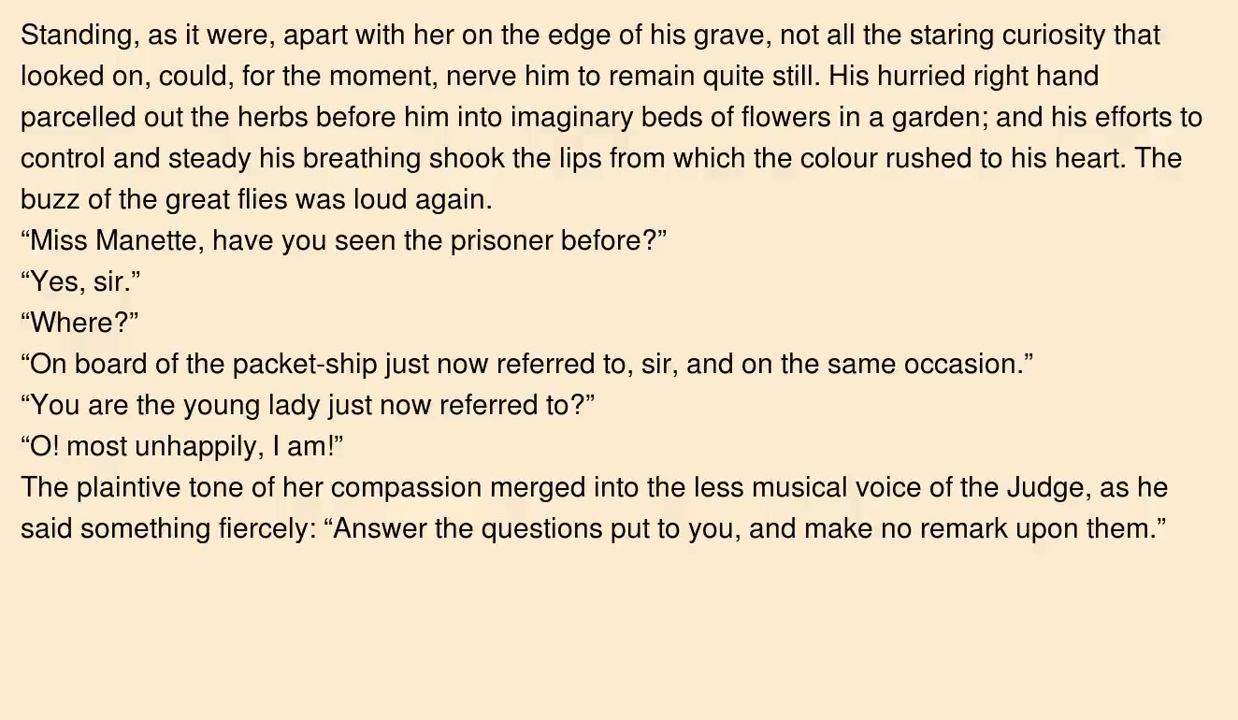 Standing, as it were, apart with her on the edge of his grave, not all the staring curiosity that
looked on, could, for the moment, nerve him to remain quite still. His hurried right hand
parcelled out the herbs before him into imaginary beds of flowers in a garden; and his efforts to
control and steady his breathing shook the lips from which the colour rushed to his heart. The
buzz of the great flies was loud again.
“Miss Manette, have you seen the prisoner before?”
“Yes, sir.”
“Where?”
“On board of the packet-ship just now referred to, sir, and on the same occasion.”
“You are the young lady just now referred to?”
“O! most unhappily, I am!”
The plaintive tone of her compassion merged into the less musical voice of the Judge, as he
said something fiercely: “Answer the questions put to you, and make no remark upon them.”